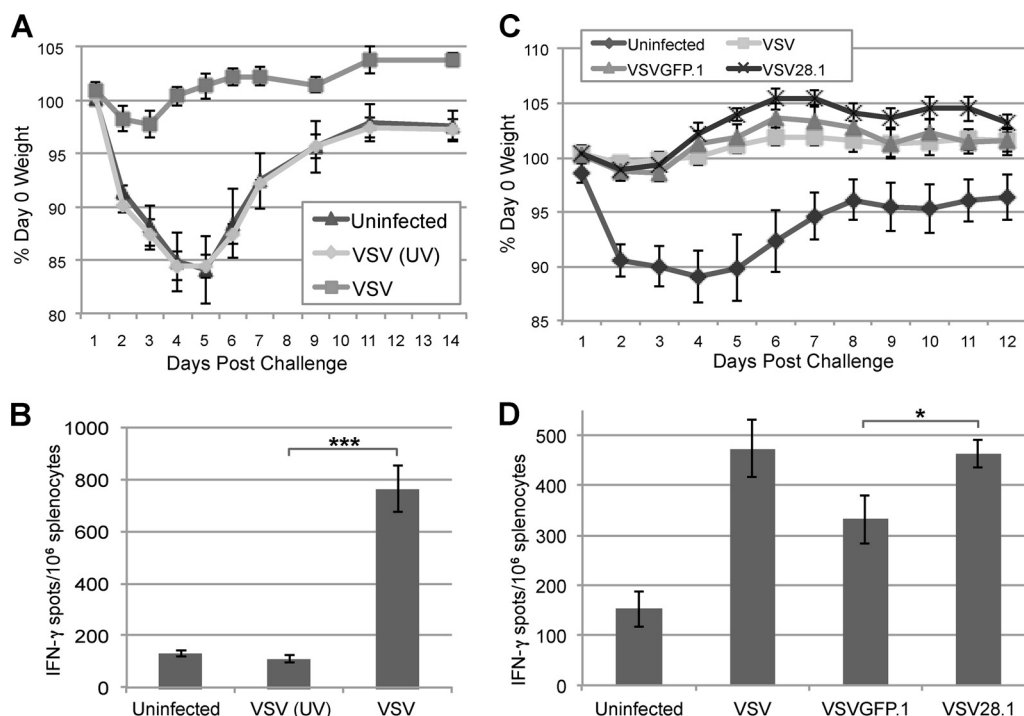 A
% Day 0 Weight
105
100
95
90
85
80
Uninfected
VSV (UV)
VSV
1 2 3 4 5 6 7 9 10 11 12 13 14
Days Post Challenge
C
% Day 0 Weight
110
105
100
95
90
85
Uninfected VSV
VSVGFP.1 VSV28.1
1 2 3 4 5 6 7 8 9 10 11 12
Days Post Challenge
B
IFN-γ spots/10⁶ splenocytes
1000
800
600
400
200
0
***
Uninfected VSV (UV) VSV
D
IFN-γ spots/10⁶ splenocytes
500
400
300
200
100
0
*
Uninfected VSV VSVGFP.1 VSV28.1